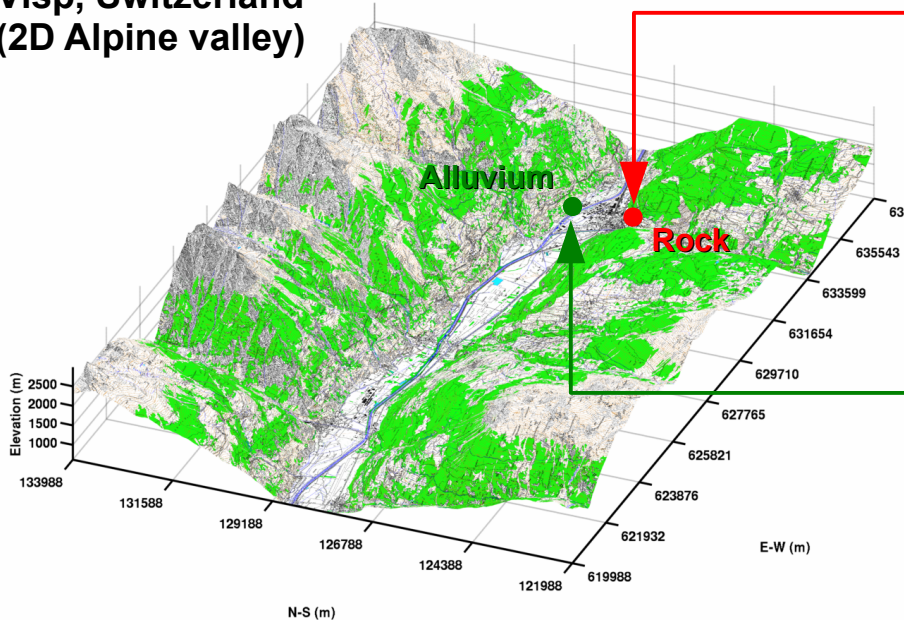 Visp, Switzerland
(2D Alpine valley)
Alluvium
Rock
Elevation (m)
2500
2000
1500
1000
133988
131588
129188
126788
124388
121988
N-S (m)
619988
621932
623876
625821
627765
629710
631654
633599
635543
E-W (m)